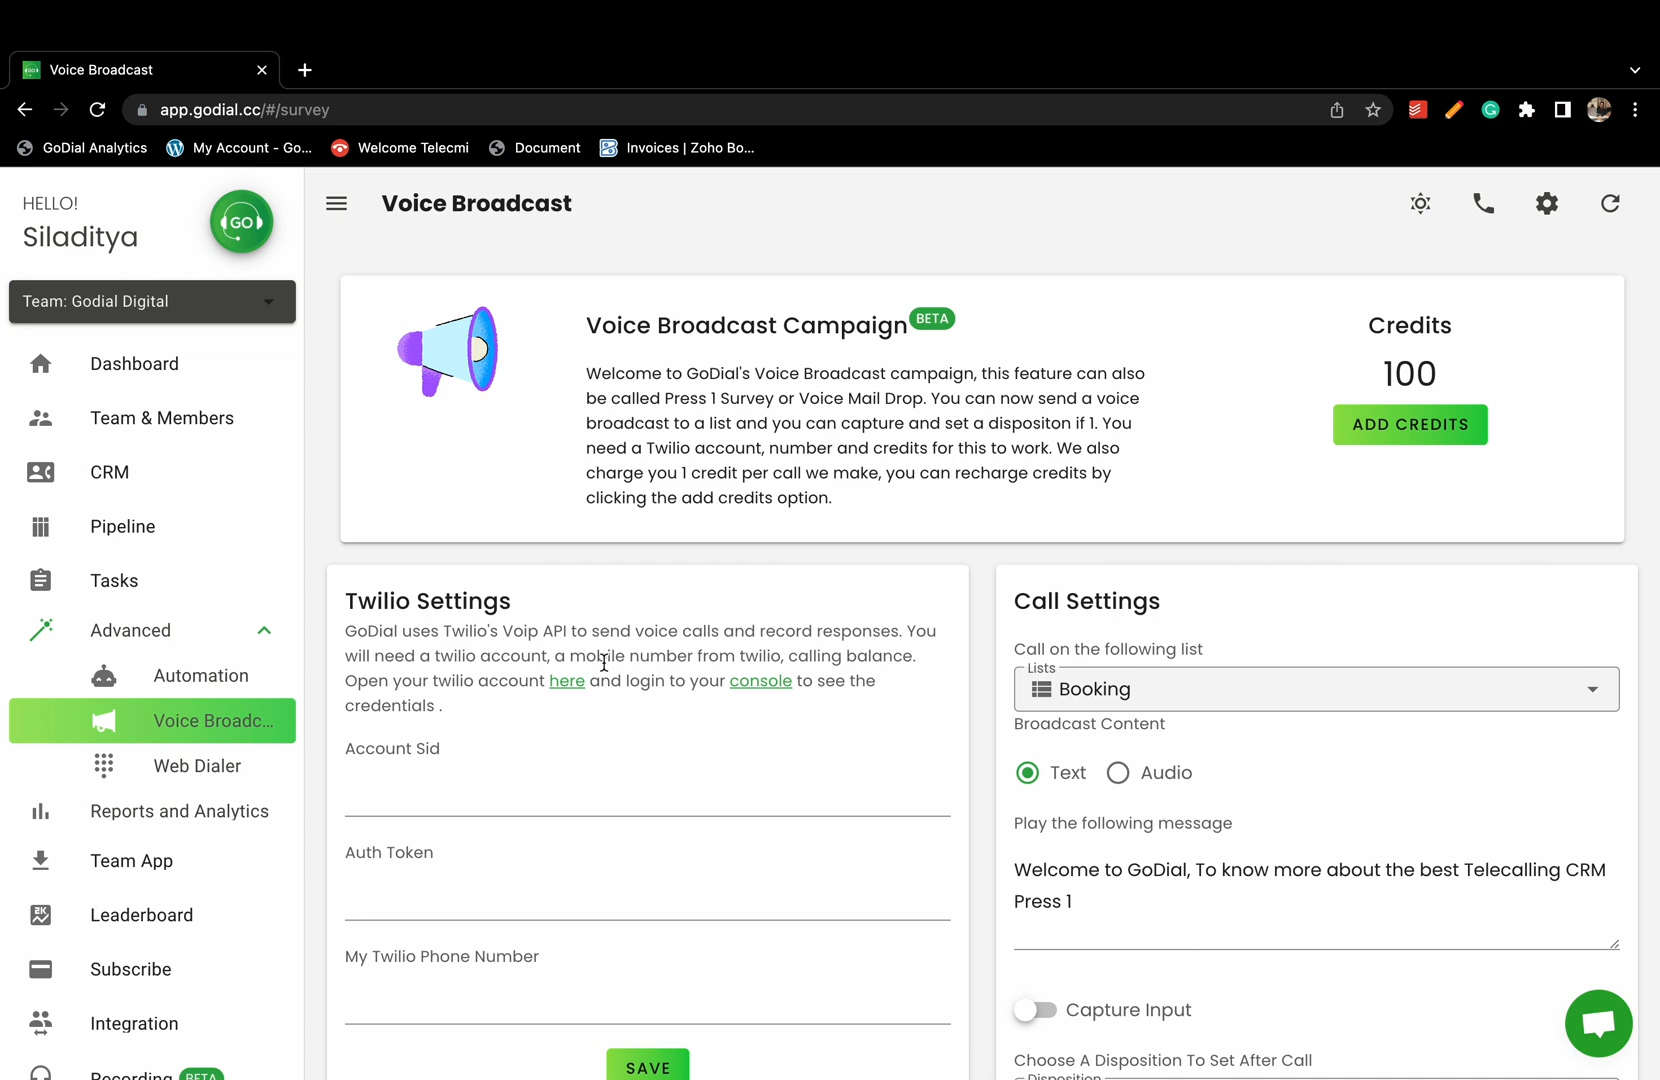 Voice Broadcast
app.godial.cc/#/survey
GoDial Analytics
My Account - Go...
Welcome Telecmi
Document
Invoices | Zoho Bo...
HELLO!
Siladitya
GO
Team: Godial Digital
Dashboard
Team & Members
CRM
Pipeline
Tasks
Advanced
Automation
Voice Broadc...
Web Dialer
Reports and Analytics
Team App
Leaderboard
Subscribe
Integration
Recording BETA
Voice Broadcast
Voice Broadcast Campaign BETA
Welcome to GoDial's Voice Broadcast campaign, this feature can also
be called Press 1 Survey or Voice Mail Drop. You can now send a voice
broadcast to a list and you can capture and set a dispositon if 1. You
need a Twilio account, number and credits for this to work. We also
charge you 1 credit per call we make, you can recharge credits by
clicking the add credits option.
Credits
100
ADD CREDITS
Twilio Settings
GoDial uses Twilio's Voip API to send voice calls and record responses. You
will need a twilio account, a mobile number from twilio, calling balance.
Open your twilio account here and login to your console to see the
credentials .
Account Sid
Auth Token
My Twilio Phone Number
SAVE
Call Settings
Call on the following list
Lists
Booking
Broadcast Content
Text
Audio
Play the following message
Welcome to GoDial, To know more about the best Telecalling CRM
Press 1
Capture Input
Choose A Disposition To Set After Call
Disposition